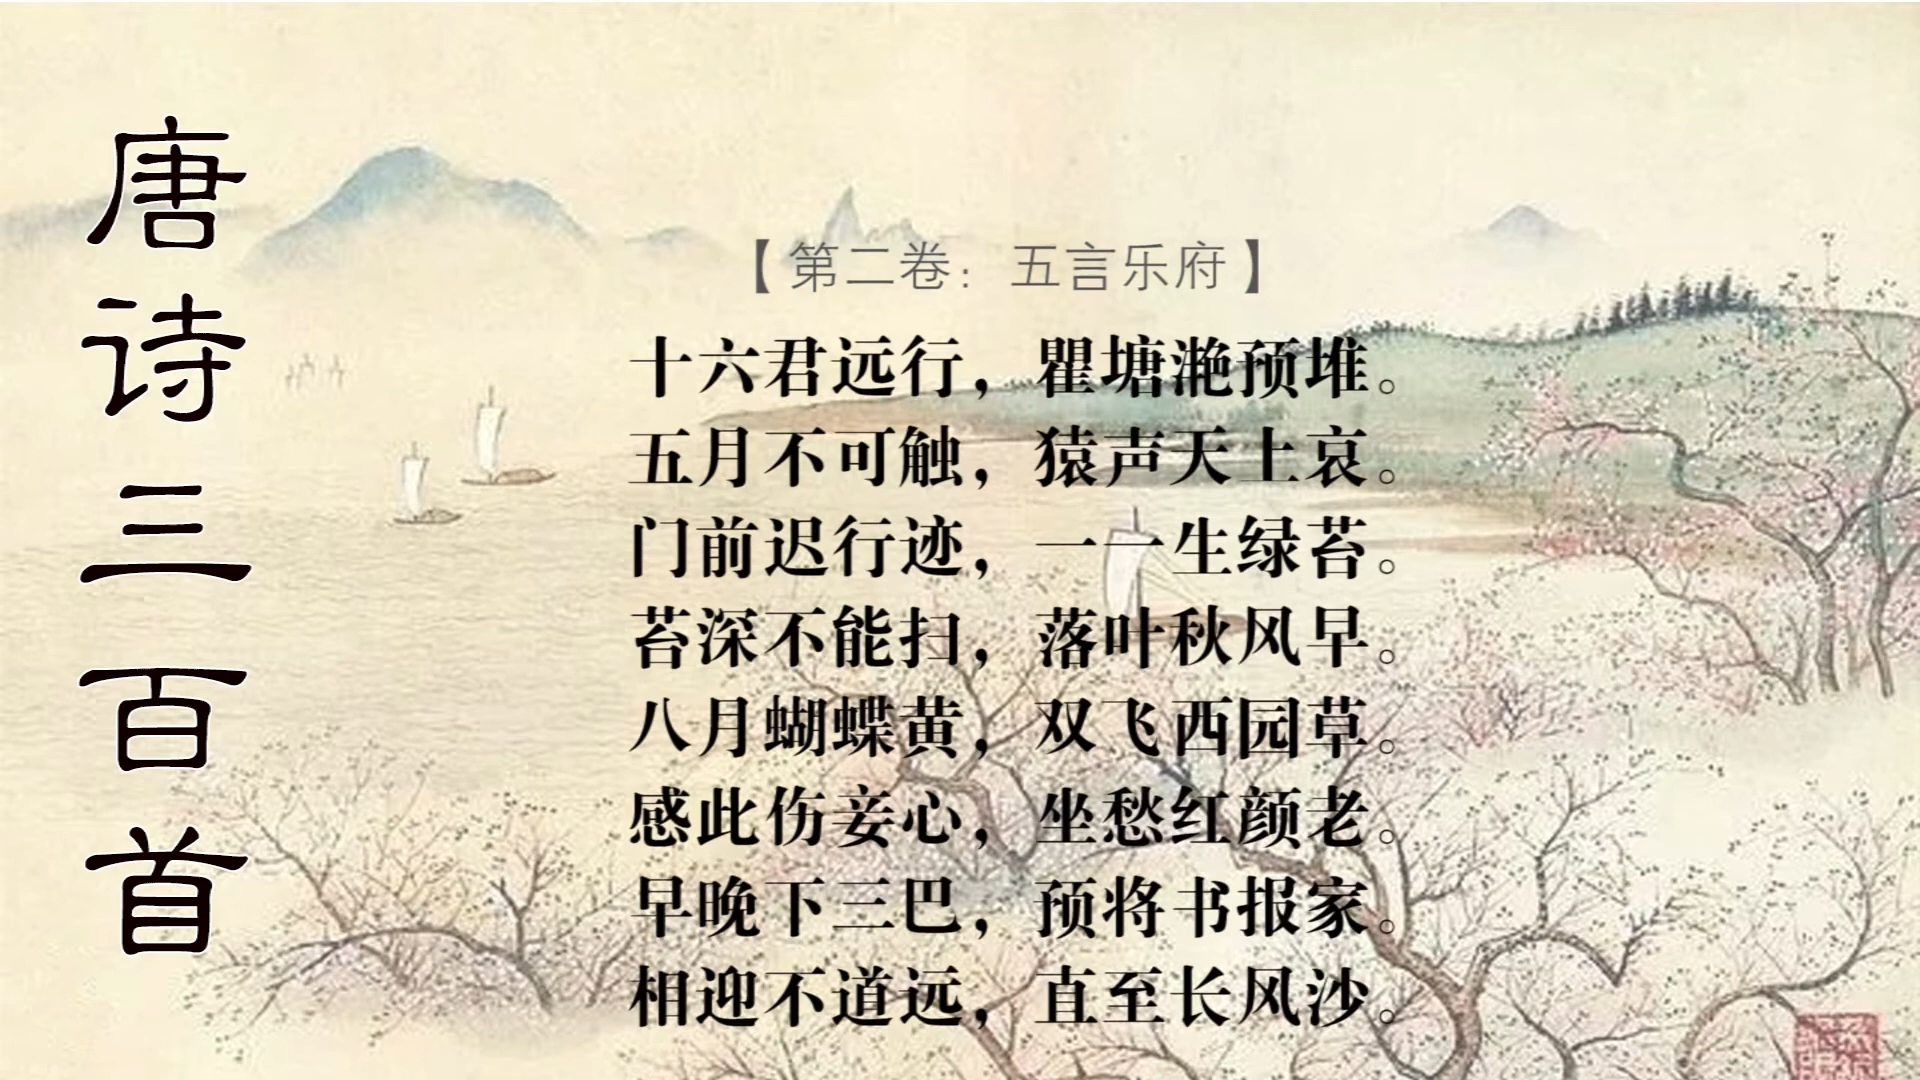 唐诗三百首
【第二卷：五言乐府】
十六君远行，瞿塘滟预堆。
五月不可触，猿声天上哀。
门前迟行迹，一一生绿苔。
苔深不能扫，落叶秋风早。
八月蝴蝶黄，双飞西园草。
感此伤妾心，坐愁红颜老。
早晚下三巴，预将书报家。
相迎不道远，直至长风沙。